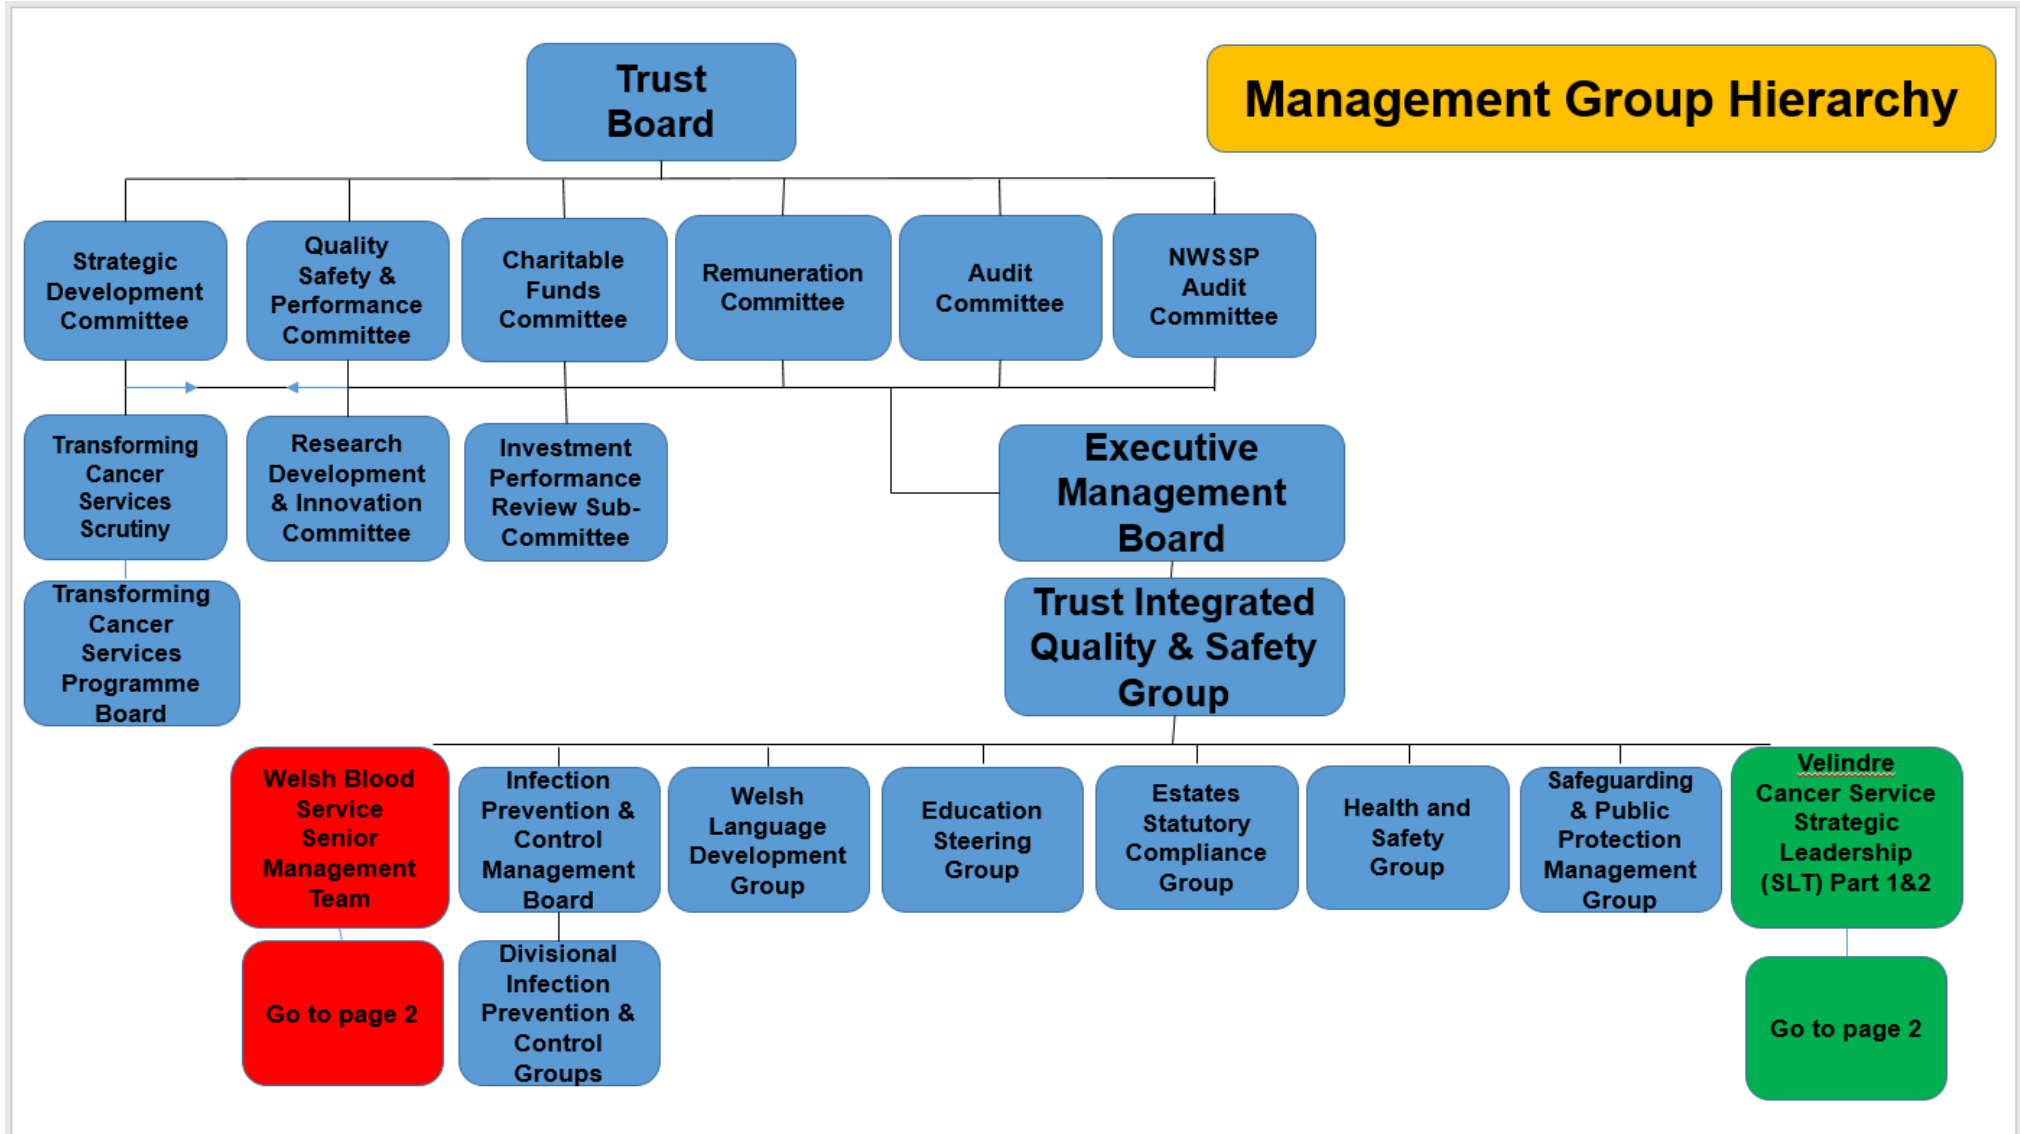 Trust
Board
Management Group Hierarchy
Strategic
Development
Committee
Quality
Safety &
Performance
Committee
Charitable
Funds
Committee
Remuneration
Committee
Audit
Committee
NWSSP
Audit
Committee
Transforming
Cancer
Services
Scrutiny
Research
Development
& Innovation
Committee
Investment
Performance
Review Sub-
Committee
Executive
Management
Board
Transforming
Cancer
Services
Programme
Board
Trust Integrated
Quality & Safety
Group
Welsh Blood
Service
Senior
Management
Team
Infection
Prevention &
Control
Management
Board
Welsh
Language
Development
Group
Education
Steering
Group
Estates
Statutory
Compliance
Group
Health and
Safety
Group
Safeguarding
& Public
Protection
Management
Group
Velindre
Cancer Service
Strategic
Leadership
(SLT) Part 1&2
Go to page 2
Divisional
Infection
Prevention &
Control
Groups
Go to page 2